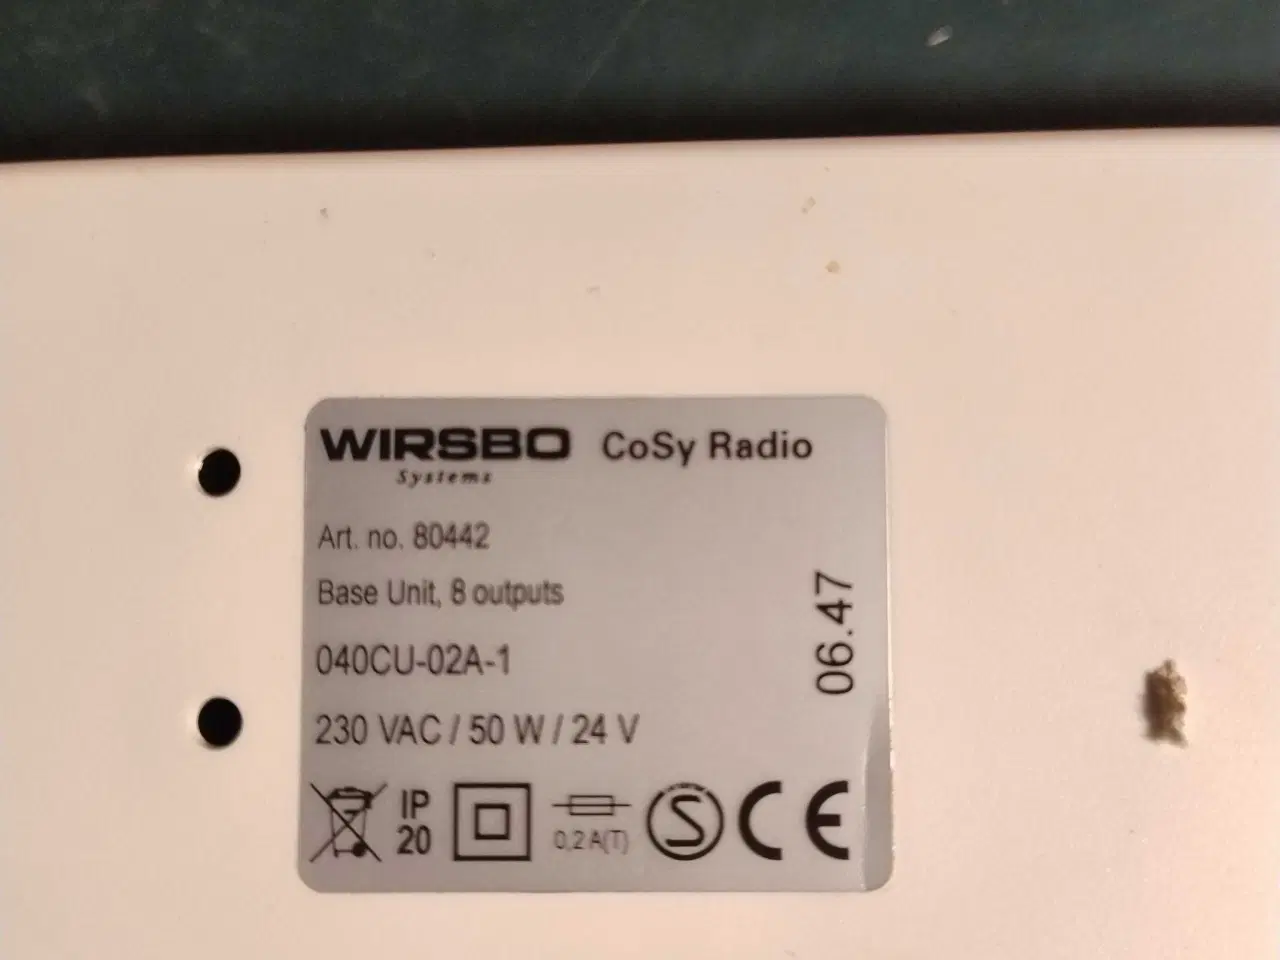 WIRSBO CoSy Radio
Systems
Art. no. 80442
Base Unit, 8 outputs
040CU-02A-1
230 VAC / 50 W / 24 V
06.47
IP
20
0,2 A(T)
S
CE